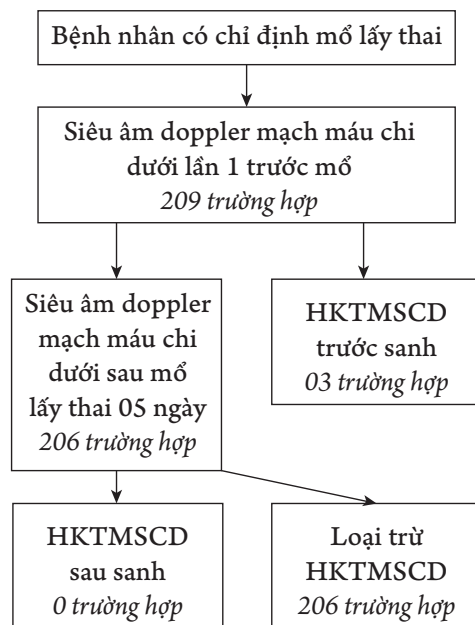 Bệnh nhân có chỉ định mổ lấy thai
Siêu âm doppler mạch máu chi
dưới lần 1 trước mổ
209 trường hợp
Siêu âm doppler
mạch máu chi
dưới sau mổ
lấy thai 05 ngày
206 trường hợp
HKTMSCD
trước sanh
03 trường hợp
HKTMSCD
sau sanh
0 trường hợp
Loại trừ
HKTMSCD
206 trường hợp